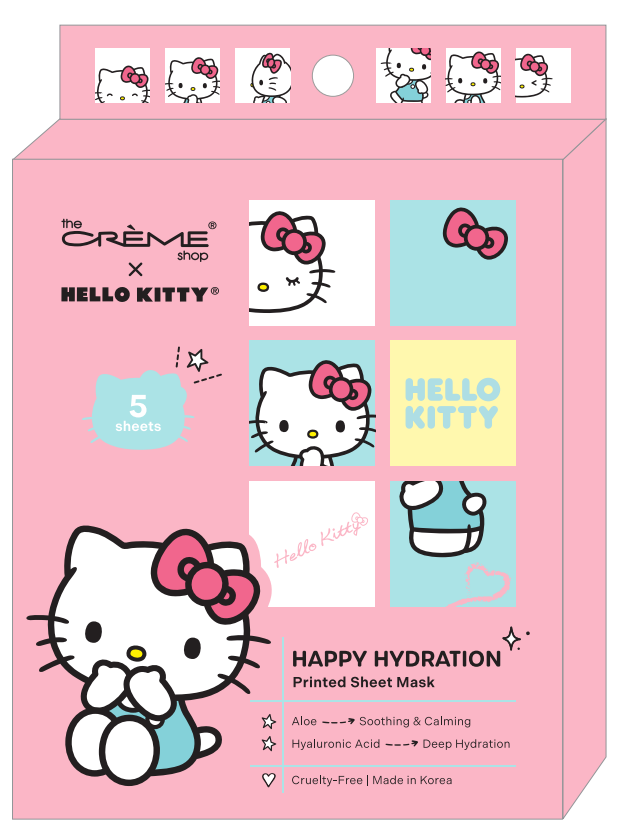 the
CRÈME®
shop
×
HELLO KITTY®
5
sheets
HELLO
KITTY
Hello Kitty
HAPPY HYDRATION
Printed Sheet Mask
Aloe ---→ Soothing & Calming
Hyaluronic Acid ---→ Deep Hydration
Cruelty-Free | Made in Korea